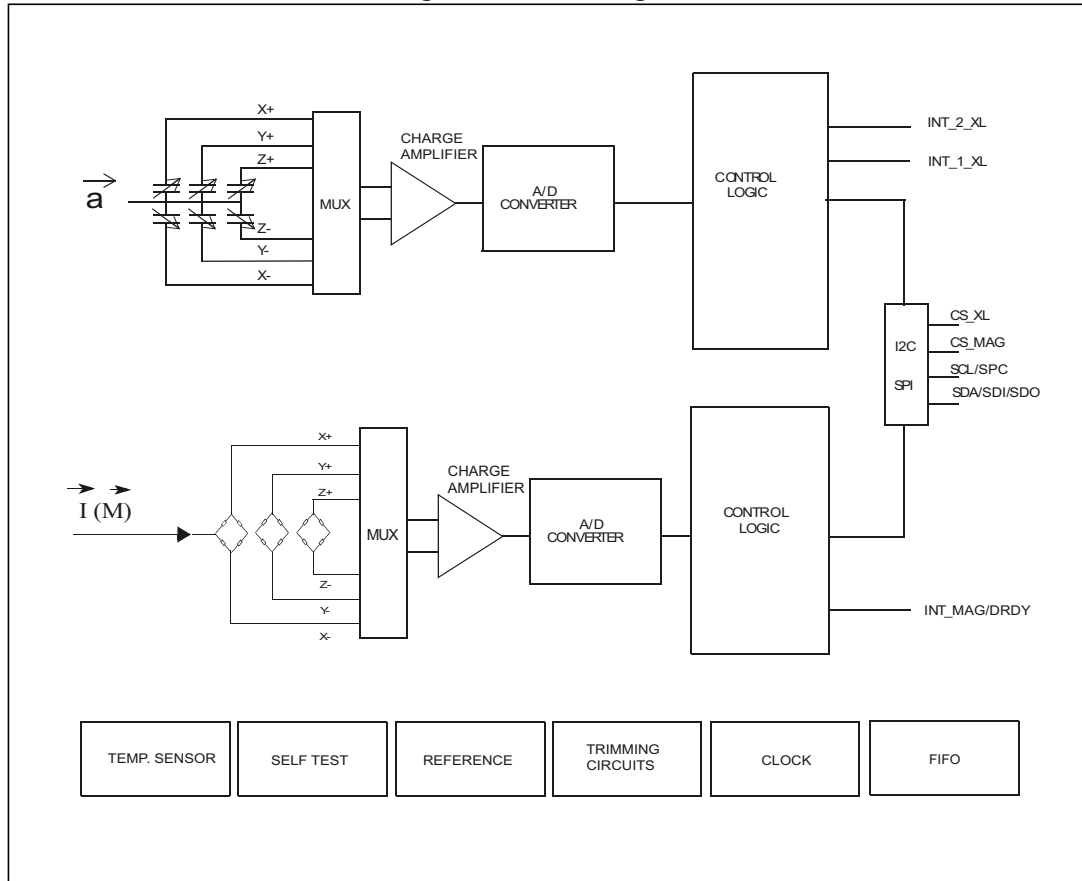 X+
Y+
Z+
a
Z-
Y-
X-
MUX
CHARGE
AMPLIFIER
A/D
CONVERTER
CONTROL
LOGIC
INT_2_XL
INT_1_XL
I2C
SPI
CS_XL
CS_MAG
SCL/SPC
SDA/SDI/SDO
X+
Y+
Z+
I (M)
Z-
Y-
X-
MUX
CHARGE
AMPLIFIER
A/D
CONVERTER
CONTROL
LOGIC
INT_MAG/DRDY
TEMP. SENSOR
SELF TEST
REFERENCE
TRIMMING
CIRCUITS
CLOCK
FIFO